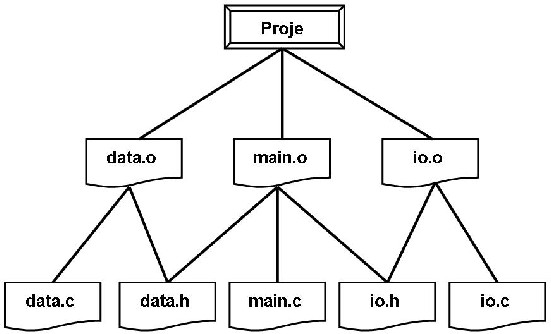 Proje
data.o
main.o
io.o
data.c
data.h
main.c
io.h
io.c